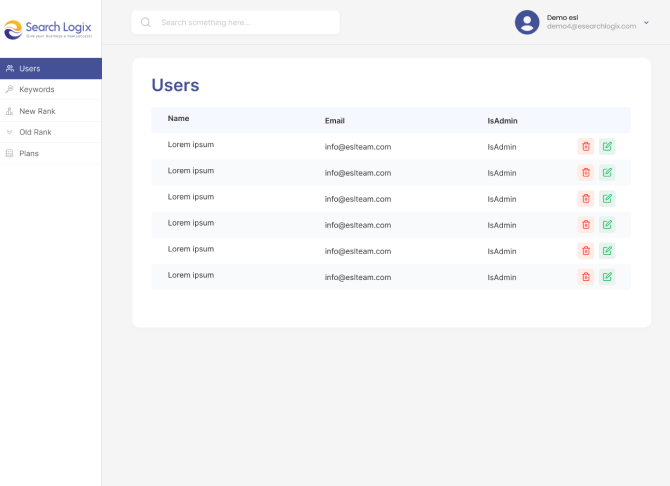 Search Logix
Give your business a new period!
Users
Keywords
New Rank
Old Rank
Plans
Search something here...
Demo esl
demo4@esearchlogix.com
Users
Name Email IsAdmin
Lorem ipsum info@eslteam.com IsAdmin
Lorem ipsum info@eslteam.com IsAdmin
Lorem ipsum info@eslteam.com IsAdmin
Lorem ipsum info@eslteam.com IsAdmin
Lorem ipsum info@eslteam.com IsAdmin
Lorem ipsum info@eslteam.com IsAdmin